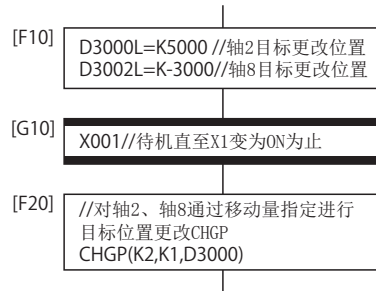 [F10]
D3000L=K5000 //轴2目标更改位置
D3002L=K-3000//轴8目标更改位置
[G10]
X001//待机直至X1变为ON为止
[F20]
//对轴2、轴8通过移动量指定进行
目标位置更改CHGP
CHGP(K2,K1,D3000)